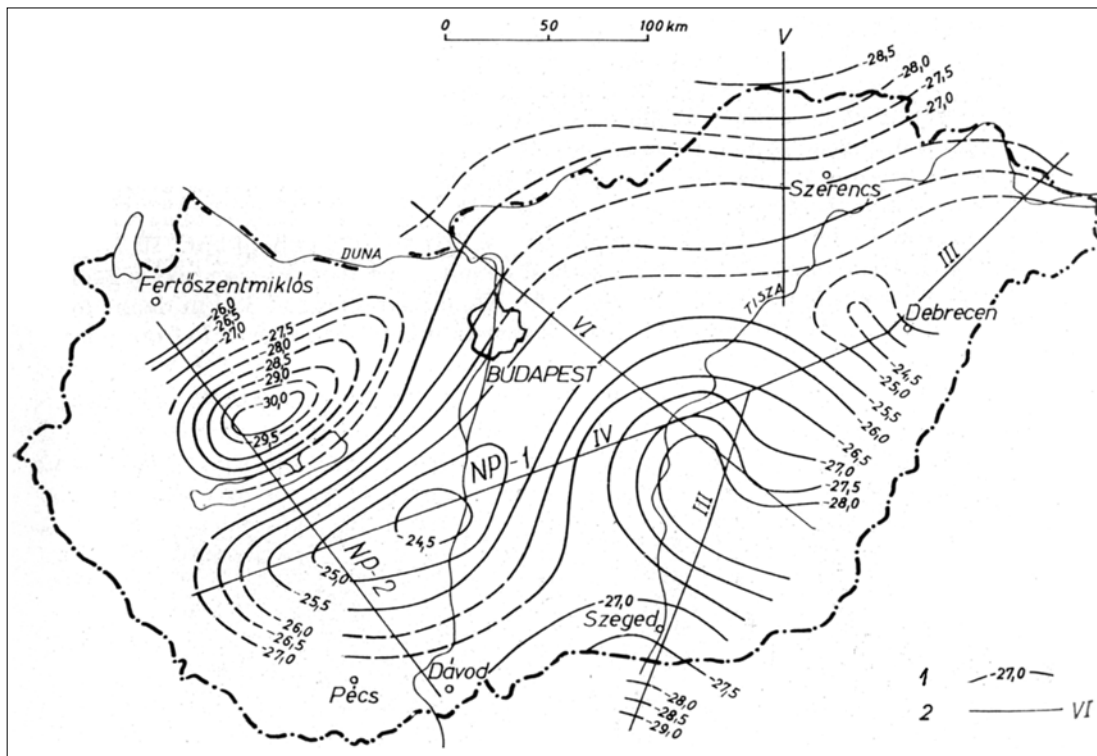 0 50 100 km
V
-28,5
-28,0
-27,5
-27,0
Szerencs
DUNA
Fertőszentmiklós
-26,0
-26,5
-27,0
-27,5
-28,0
-28,5
-29,0
-30,0
-29,5
BUDAPEST
VI
TISZA
III
Debrecen
-24,5
-25,0
-25,5
-26,0
-26,5
-27,0
-27,5
-28,0
NP-1
IV
III
-24,5
NP-2
-25,0
-25,5
-26,0
-26,5
-27,0
-27,0
Szeged
-27,5
-28,0
-28,5
-29,0
Pécs
Dávod
1 -27,0
2 VI